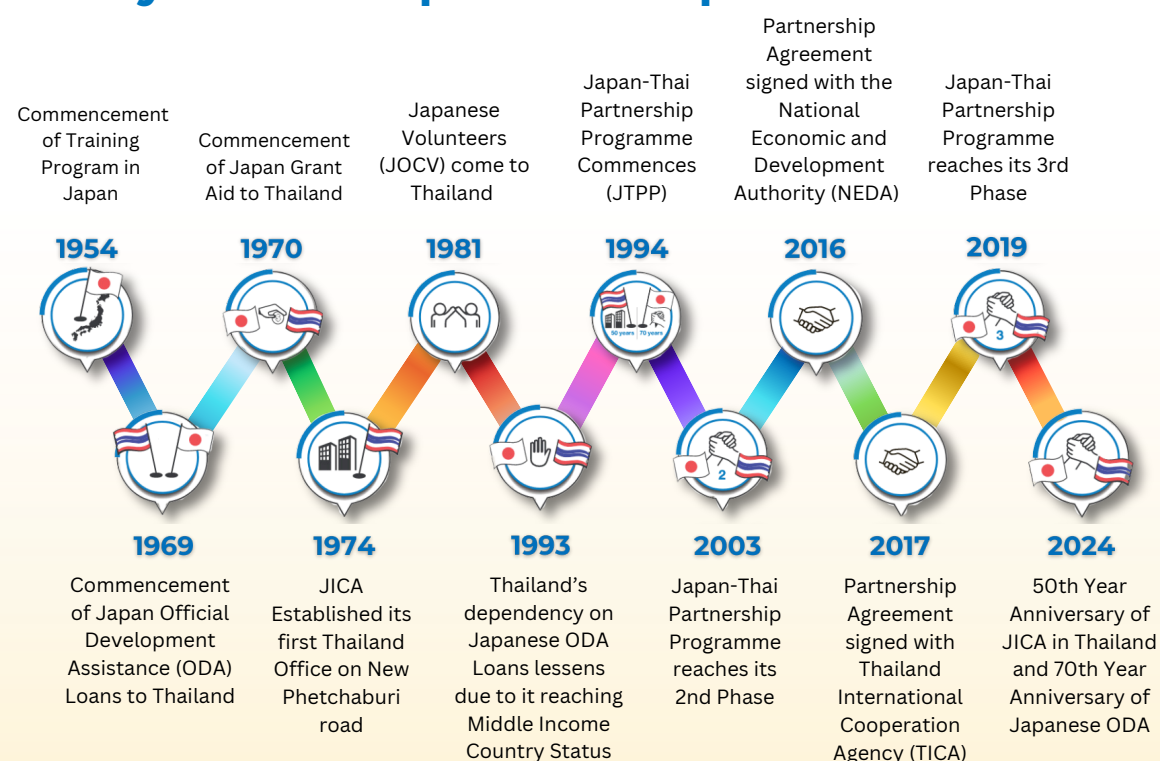 Commencement
of Training
Program in
Japan
1954
Commencement
of Japan Official
Development
Assistance (ODA)
Loans to Thailand
1969
Commencement
of Japan Grant
Aid to Thailand
1970
JICA
Established its
first Thailand
Office on New
Phetchaburi
road
1974
Japanese
Volunteers
(JOCV) come to
Thailand
1981
Thailand’s
dependency on
Japanese ODA
Loans lessens
due to it reaching
Middle Income
Country Status
1993
Japan-Thai
Partnership
Programme
Commences
(JTPP)
1994
50 years
70 years
Japan-Thai
Partnership
Programme
reaches its
2nd Phase
2003
2
Partnership
Agreement
signed with the
National
Economic and
Development
Authority (NEDA)
2016
Partnership
Agreement
signed with
Thailand
International
Cooperation
Agency (TICA)
2017
Japan-Thai
Partnership
Programme
reaches its 3rd
Phase
2019
3
50th Year
Anniversary of
JICA in Thailand
and 70th Year
Anniversary of
Japanese ODA
2024